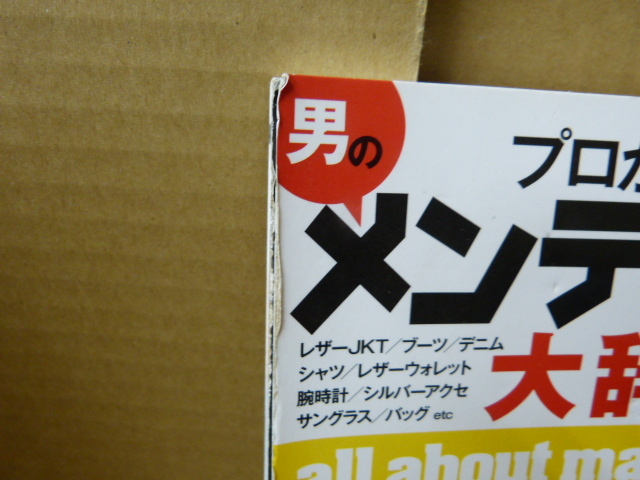 男の
プロが
メンテ
レザーJKT／ブーツ／デニム
シャツ／レザーウォレット
腕時計／シルバーアクセ
サングラス／バッグ etc
大辞
all about ma